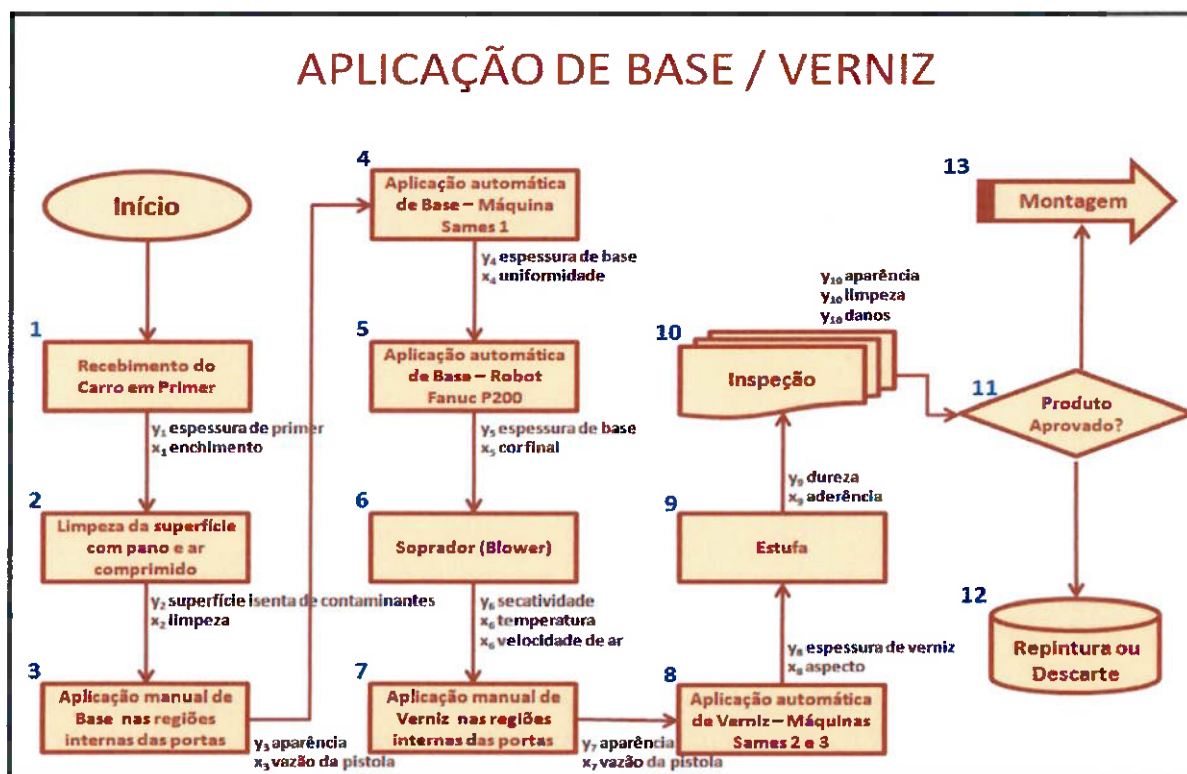 APLICAÇÃO DE BASE / VERNIZ
Início
1
Recebimento do
Carro em Primer
y₁ espessura de primer
x₁ enchimento
2
Limpeza da superfície
com pano e ar
comprimido
y₂ superfície isenta de contaminantes
x₂ limpeza
3
Aplicação manual de
Base nas regiões
internas das portas
y₃ aparência
x₃ vazão da pistola
4
Aplicação automática
de Base – Máquina
Sames 1
y₄ espessura de base
x₄ uniformidade
5
Aplicação automática
de Base – Robot
Fanuc P200
y₅ espessura de base
x₅ cor final
6
Soprador (Blower)
y₆ secatividade
x₆ temperatura
x₆ velocidade de ar
7
Aplicação manual de
Verniz nas regiões
internas das portas
y₇ aparência
x₇ vazão da pistola
8
Aplicação automática
de Verniz – Máquinas
Sames 2 e 3
y₈ espessura de verniz
x₈ aspecto
9
Estufa
y₉ dureza
x₉ aderência
10
Inspeção
y₁₀ aparência
y₁₀ limpeza
y₁₀ danos
11
Produto
Aprovado?
12
Repintura ou
Descarte
13
Montagem